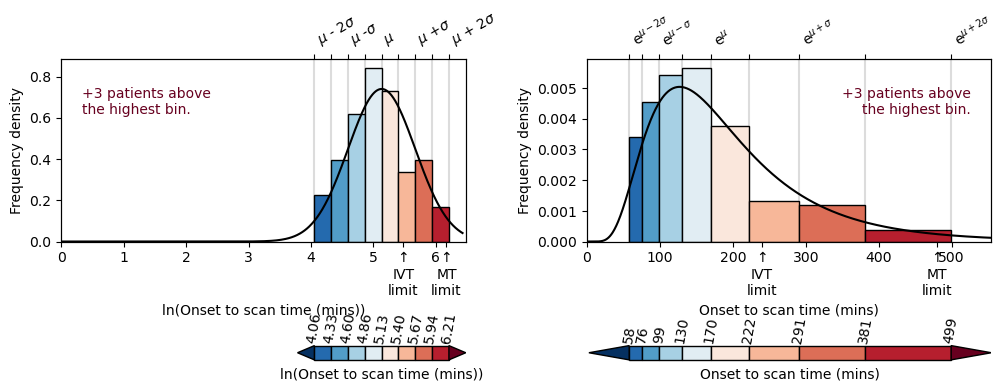 μ - 2σ
μ -σ
μ
μ +σ
μ + 2σ
0.8
0.6
0.4
0.2
0.0
Frequency density
+3 patients above
the highest bin.
0 1 2 3 4 5 6
↑ ↑
IVT MT
limit limit
ln(Onset to scan time (mins))
4.06 4.33 4.60 4.86 5.13 5.40 5.67 5.94 6.21
ln(Onset to scan time (mins))
e^{μ - 2σ}
e^{μ - σ}
e^{μ}
e^{μ + σ}
e^{μ + 2σ}
0.005
0.004
0.003
0.002
0.001
0.000
Frequency density
+3 patients above
the highest bin.
0 100 200 300 400 500
↑ ↑
IVT MT
limit limit
Onset to scan time (mins)
58 76 99 130 170 222 291 381 499
Onset to scan time (mins)